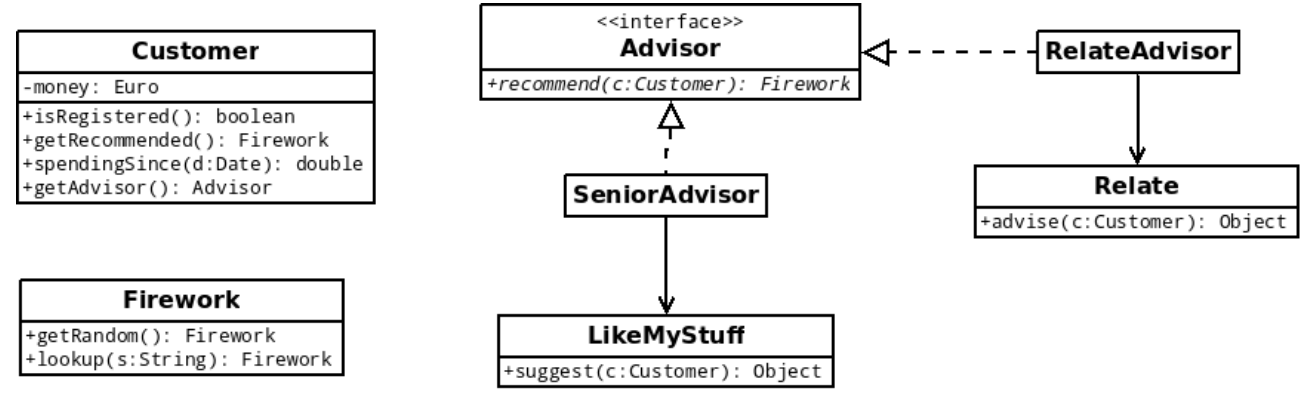 Customer
-money: Euro
+isRegistered(): boolean
+getRecommended(): Firework
+spendingSince(d:Date): double
+getAdvisor(): Advisor
<<interface>>
Advisor
+recommend(c:Customer): Firework
RelateAdvisor
SeniorAdvisor
Relate
+advise(c:Customer): Object
Firework
+getRandom(): Firework
+lookup(s:String): Firework
LikeMyStuff
+suggest(c:Customer): Object